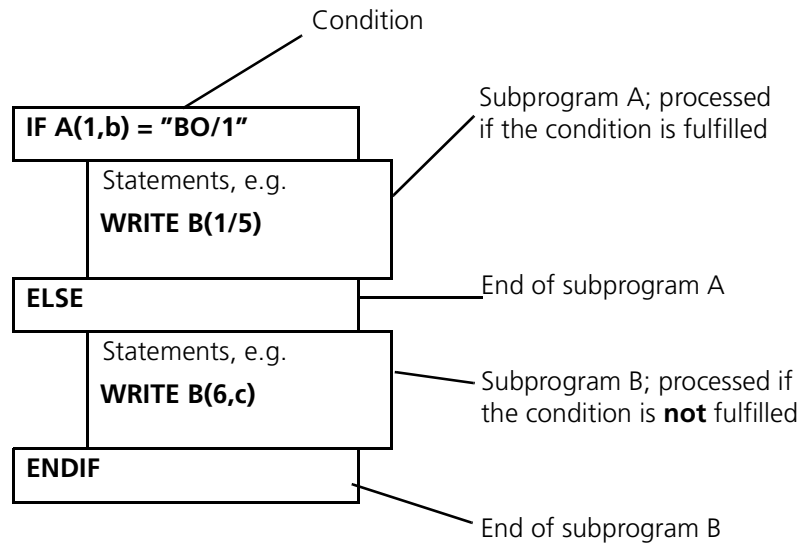 Condition
IF A(1,b) = "BO/1"
Subprogram A; processed
if the condition is fulfilled
Statements, e.g.
WRITE B(1/5)
ELSE
End of subprogram A
Statements, e.g.
WRITE B(6,c)
Subprogram B; processed if
the condition is not fulfilled
ENDIF
End of subprogram B